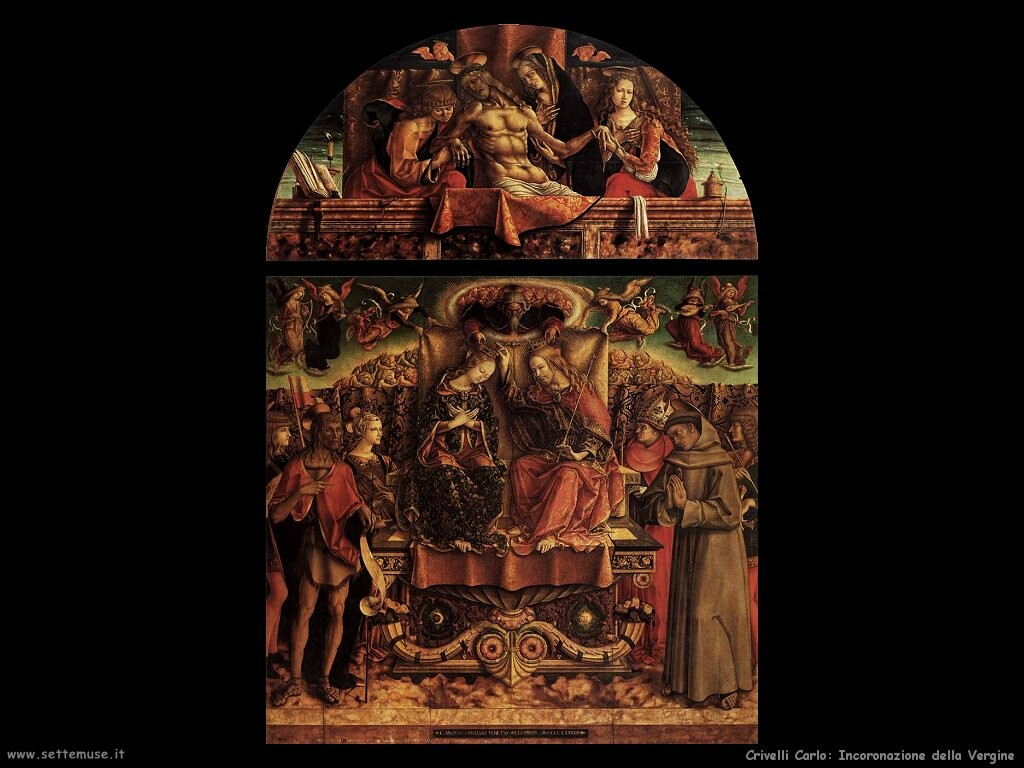 www.settemuse.it
Crivelli Carlo: Incoronazione della Vergine